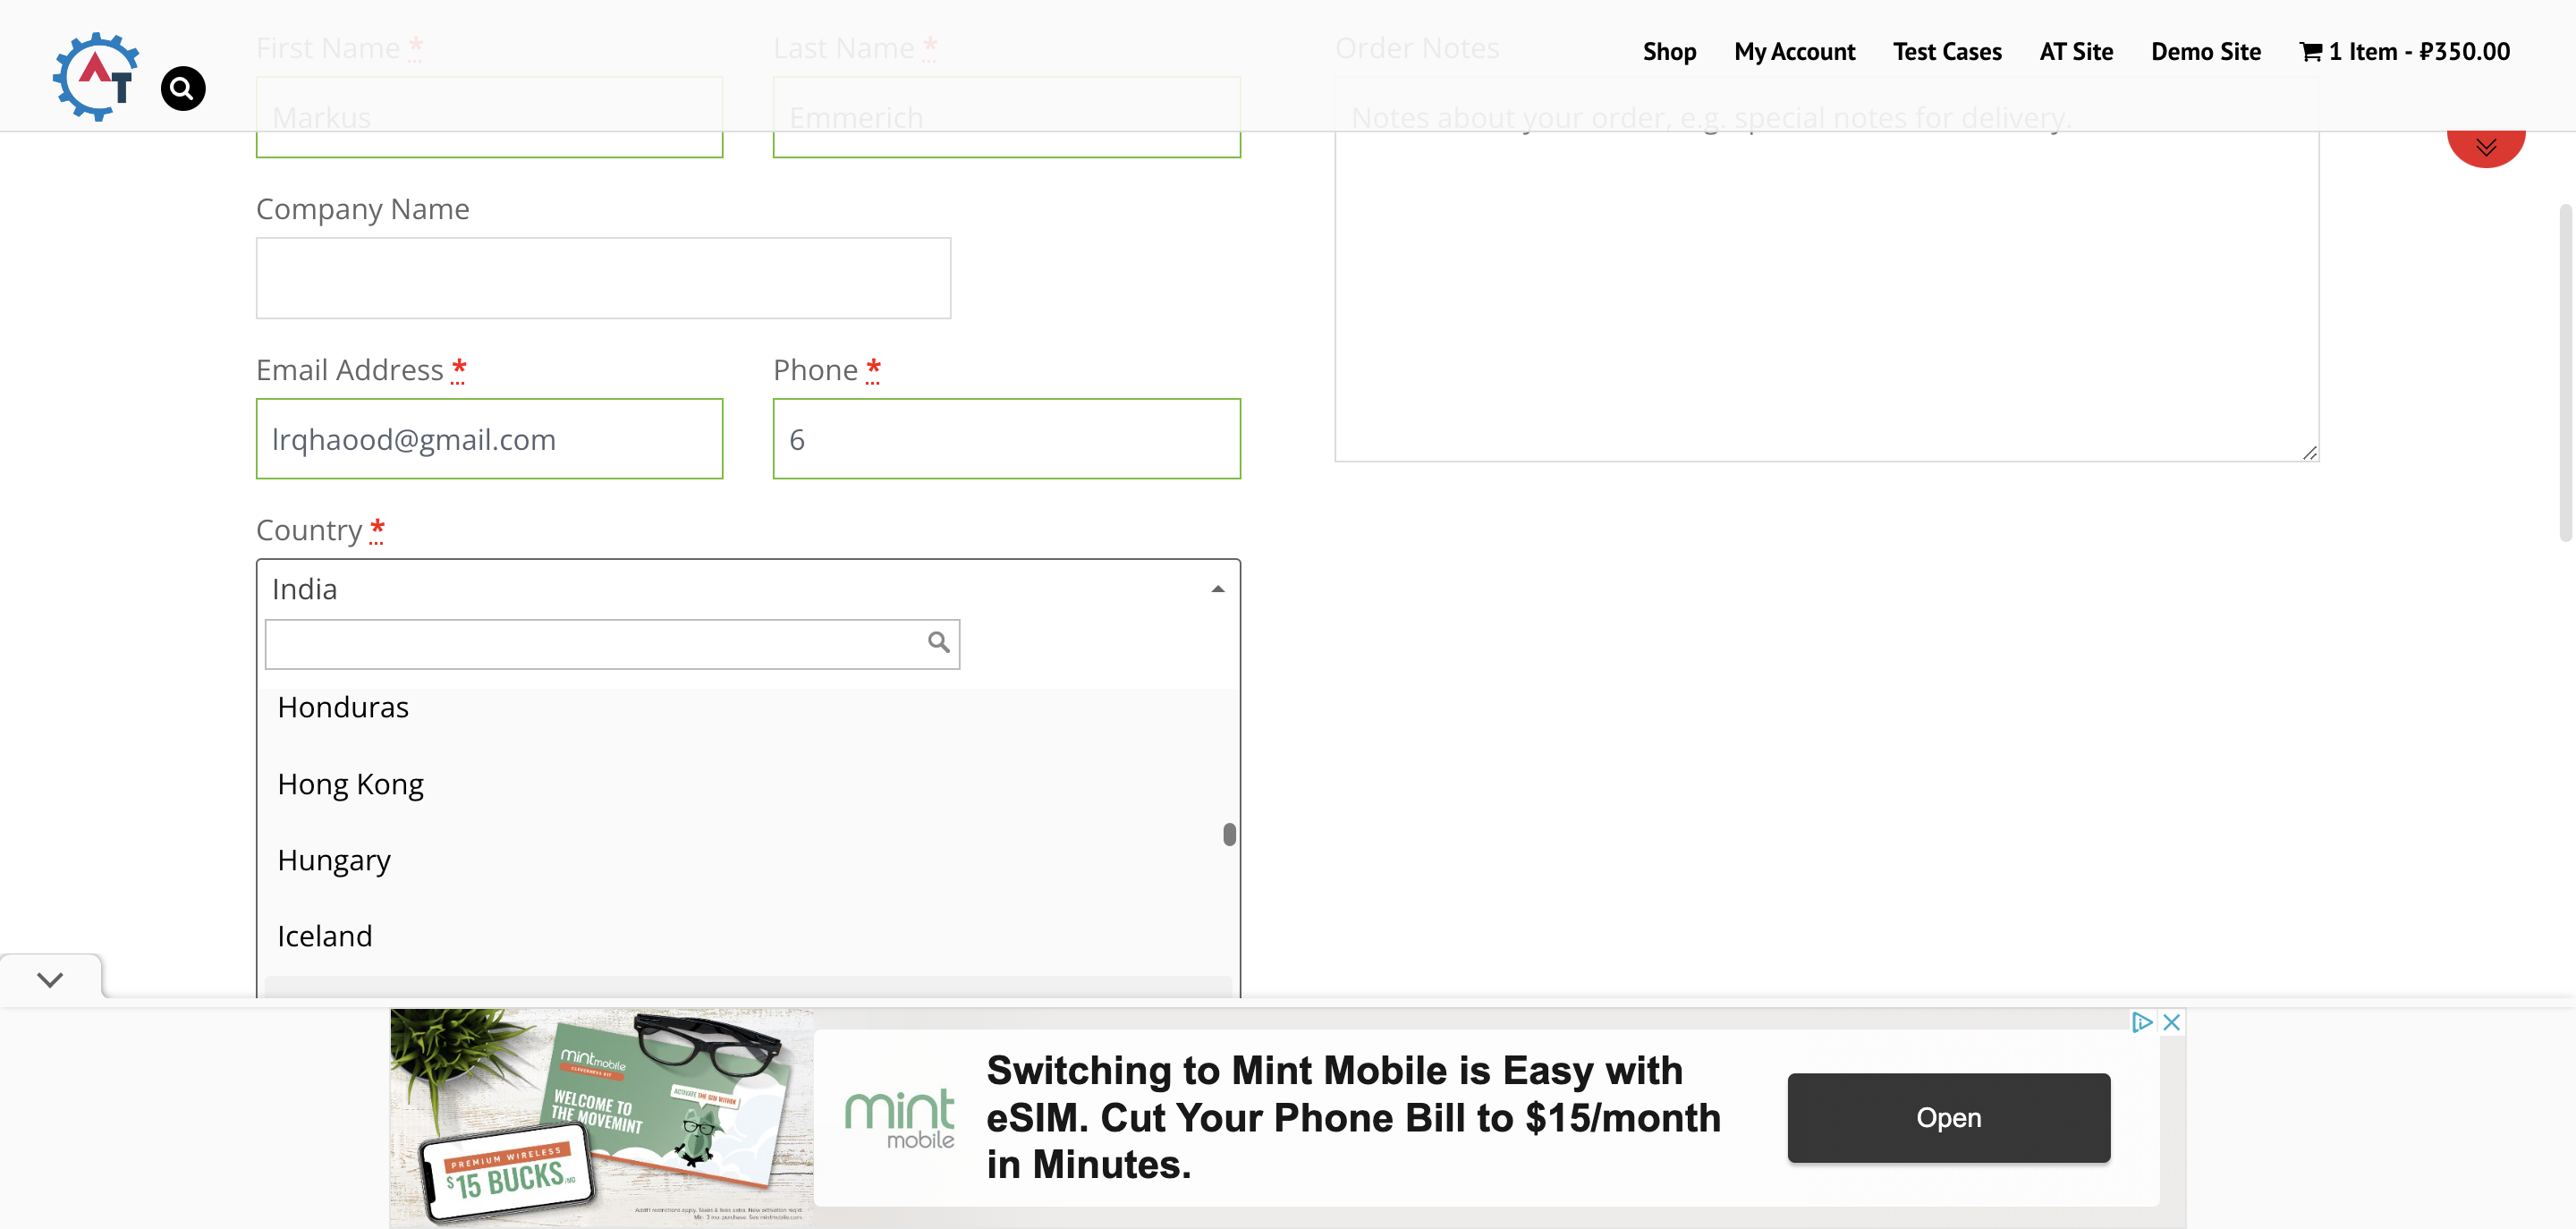 First Name *
Last Name *
Order Notes
Shop
My Account
Test Cases
AT Site
Demo Site
1 Item - ₽350.00
AT
Markus
Emmerich
Notes about your order, e.g. special notes for delivery.
Company Name
Email Address *
Phone *
lrqhaood@gmail.com
6
Country *
India
Honduras
Hong Kong
Hungary
Iceland
mintmobile
CLEVERNESS KIT
WELCOME TO
THE MOVEMINT
PREMIUM WIRELESS
$15 BUCKS/MO
mint
mobile
Switching to Mint Mobile is Easy with
eSIM. Cut Your Phone Bill to $15/month
in Minutes.
Open